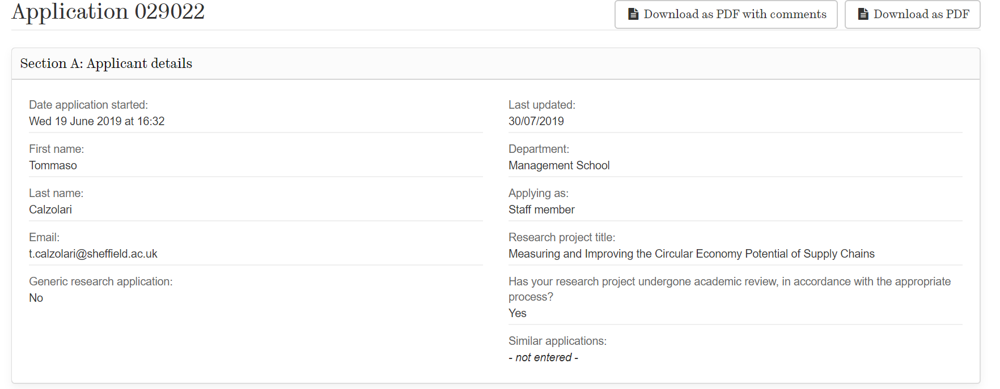 Application 029022
Download as PDF with comments
Download as PDF
Section A: Applicant details
Date application started:
Wed 19 June 2019 at 16:32
First name:
Tommaso
Last name:
Calzolari
Email:
t.calzolari@sheffield.ac.uk
Generic research application:
No
Last updated:
30/07/2019
Department:
Management School
Applying as:
Staff member
Research project title:
Measuring and Improving the Circular Economy Potential of Supply Chains
Has your research project undergone academic review, in accordance with the appropriate
process?
Yes
Similar applications:
- not entered -